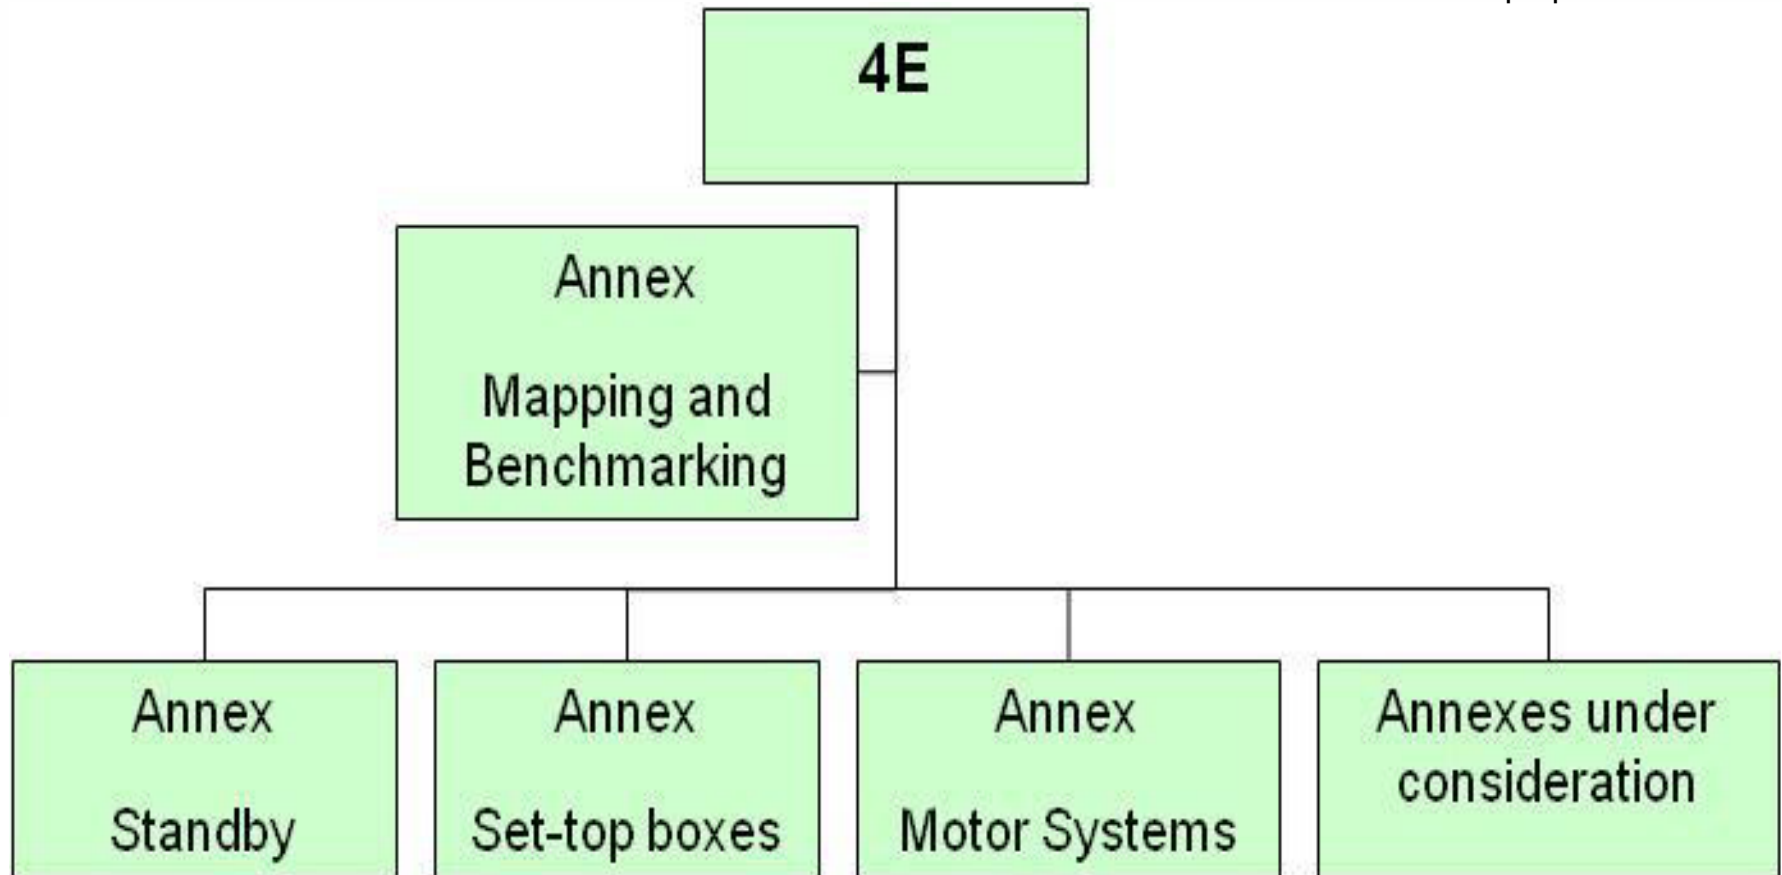 4E
Annex
Mapping and
Benchmarking
Annex
Standby
Annex
Set-top boxes
Annex
Motor Systems
Annexes under
consideration